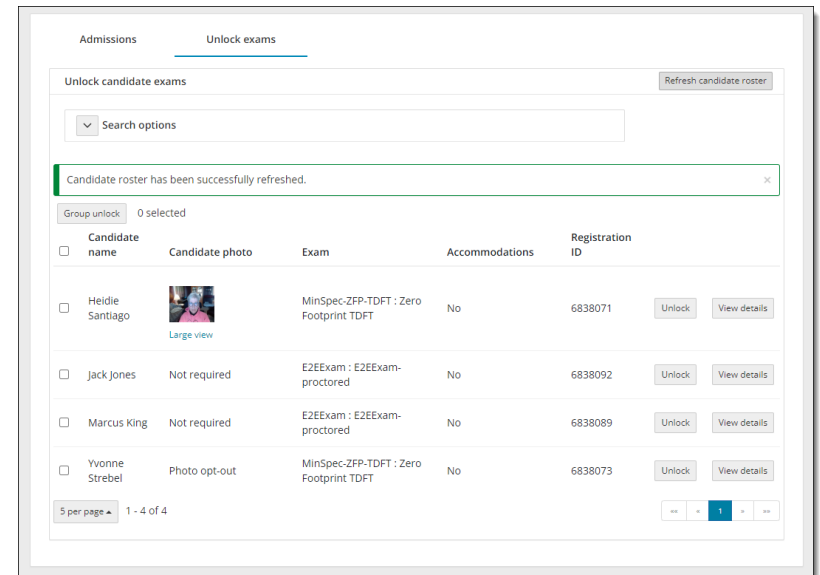 Admissions Unlock exams
Unlock candidate exams Refresh candidate roster
Search options
Candidate roster has been successfully refreshed. ×
Group unlock 0 selected
Candidate name Candidate photo Exam Accommodations Registration ID
Heidie Santiago Large view MinSpec-ZFP-TDFT : Zero Footprint TDFT No 6838071 Unlock View details
Jack Jones Not required E2EExam : E2EExam-proctored No 6838092 Unlock View details
Marcus King Not required E2EExam : E2EExam-proctored No 6838089 Unlock View details
Yvonne Strebel Photo opt-out MinSpec-ZFP-TDFT : Zero Footprint TDFT No 6838073 Unlock View details
5 per page 1 - 4 of 4 «« « 1 » »»